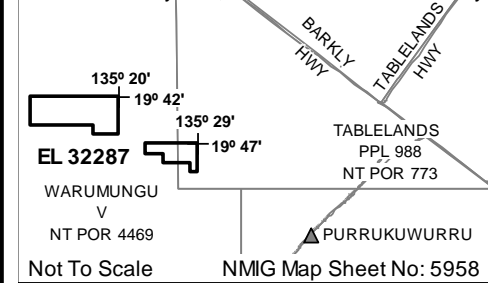 BARKLY
HWY
TABLELANDS
HWY
135º 20'
19º 42'
135º 29'
19º 47'
EL 32287
TABLELANDS
PPL 988
NT POR 773
WARUMUNGU
V
NT POR 4469
PURRUKUWURRU
Not To Scale
NMIG Map Sheet No: 5958